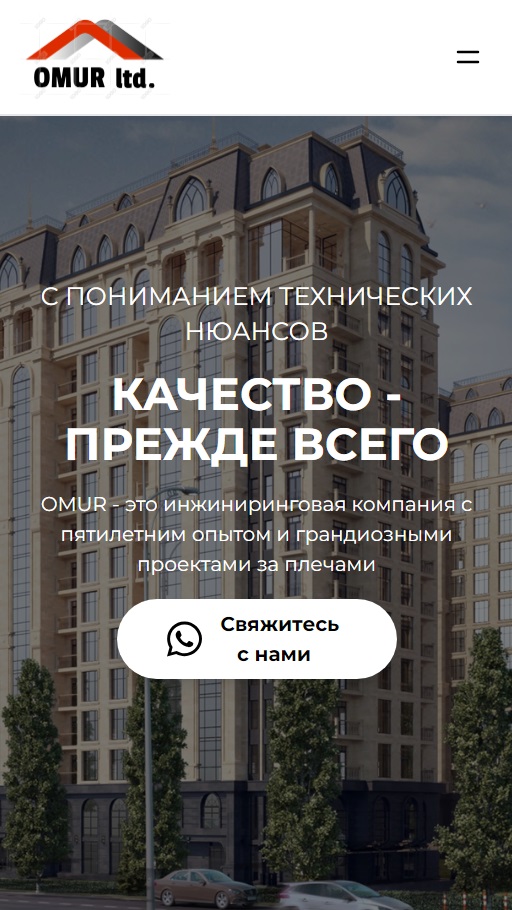 OMUR ltd.
С ПОНИМАНИЕМ ТЕХНИЧЕСКИХ
НЮАНСОВ
КАЧЕСТВО -
ПРЕЖДЕ ВСЕГО
OMUR - это инжиниринговая компания с
пятилетним опытом и грандиозными
проектами за плечами
Свяжитесь
с нами